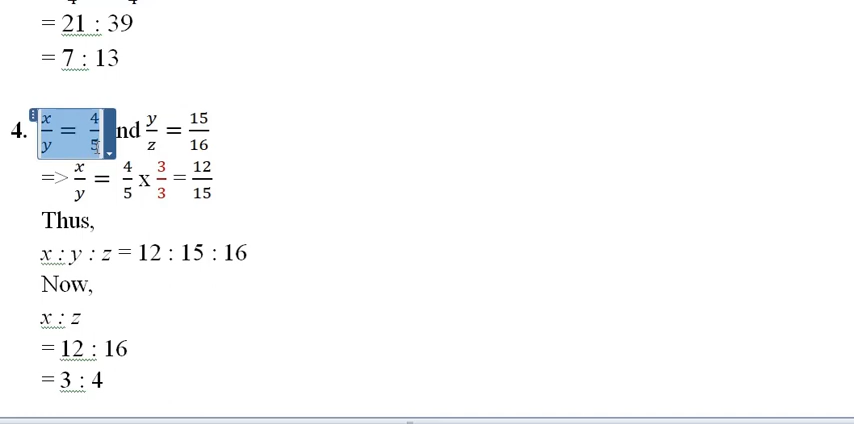 = 21 : 39
= 7 : 13
4. x/y = 4/5 nd y/z = 15/16
=> x/y = 4/5 x 3/3 = 12/15
Thus,
x : y : z = 12 : 15 : 16
Now,
x : z
= 12 : 16
= 3 : 4